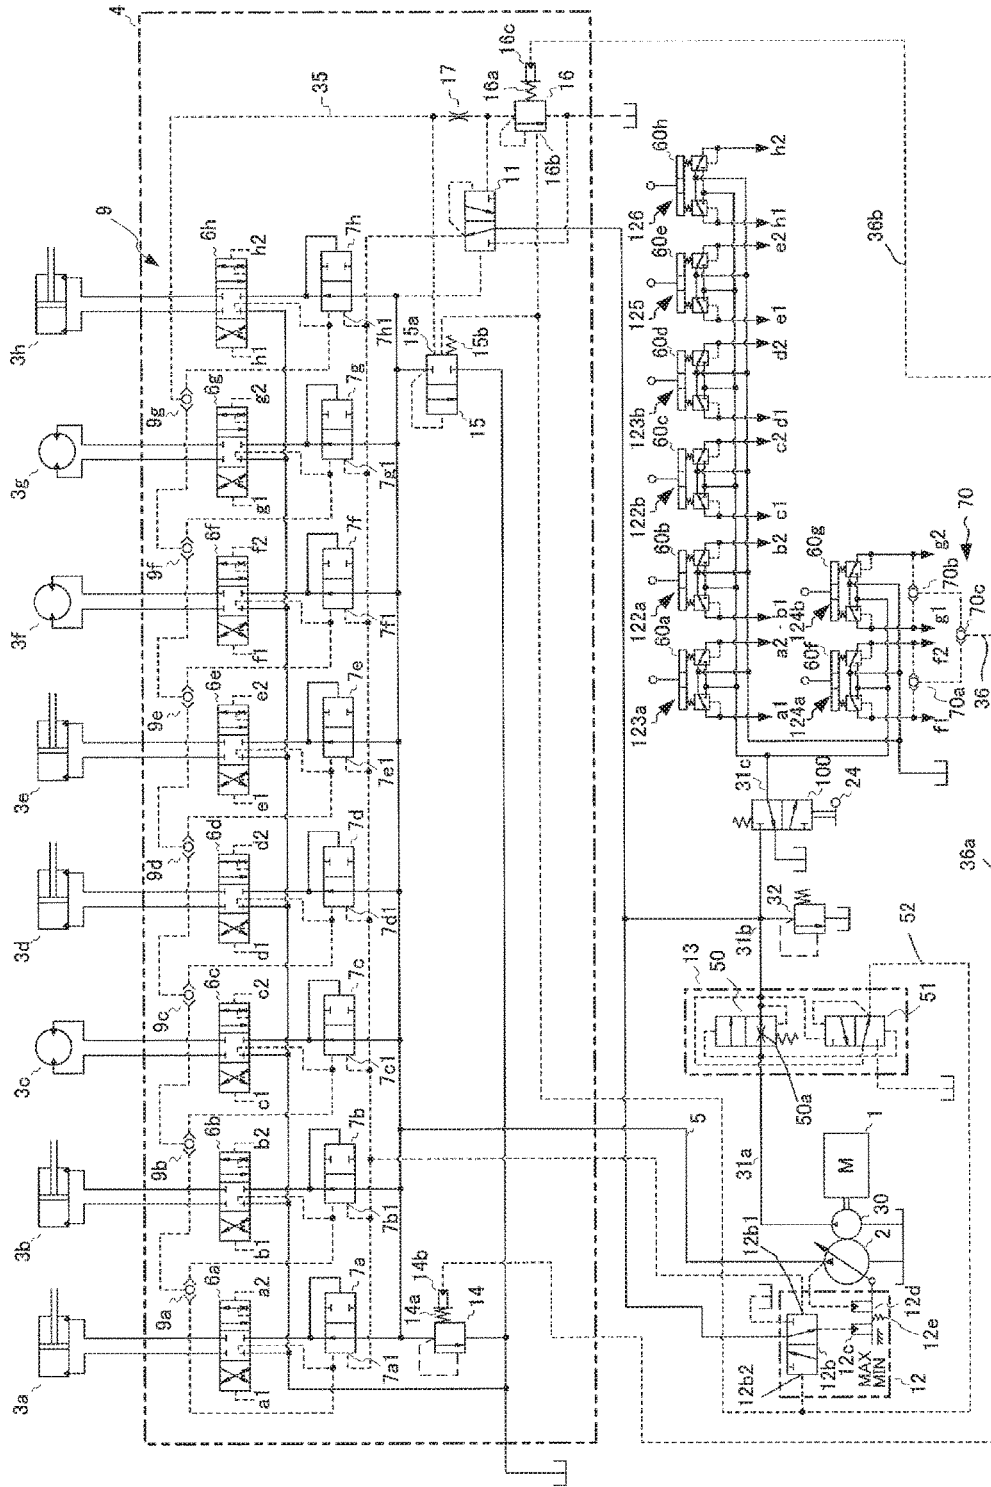 3a
3b
3c
3d
3e
3f
3g
3h
4
9
9a
9b
9c
9d
9e
9f
9g
35
6a
6b
6c
6d
6e
6f
6g
6h
a1
a2
b1
b2
c1
c2
d1
d2
e1
e2
f1
f2
g1
g2
h1
h2
7a
7b
7c
7d
7e
7f
7g
7h
7a1
7b1
7c1
7d1
7e1
7f1
7g1
7h1
14a
14b
14
15a
15b
15
11
17
16a
16c
16
16b
5
31a
12b1
12b2
12b
12c
12d
12e
12
MAX
MIN
M
1
2
30
13
50
50a
51
52
31b
32
31c
100
24
123a
60a
122a
60b
122b
60c
123b
60d
125
60e
126
60h
a1
a2
b1
b2
c1
c2
d1
d2
e1
e2
h1
h2
124a
60f
124b
60g
f1
f2
g1
g2
70a
70b
70c
70
36
36a
36b